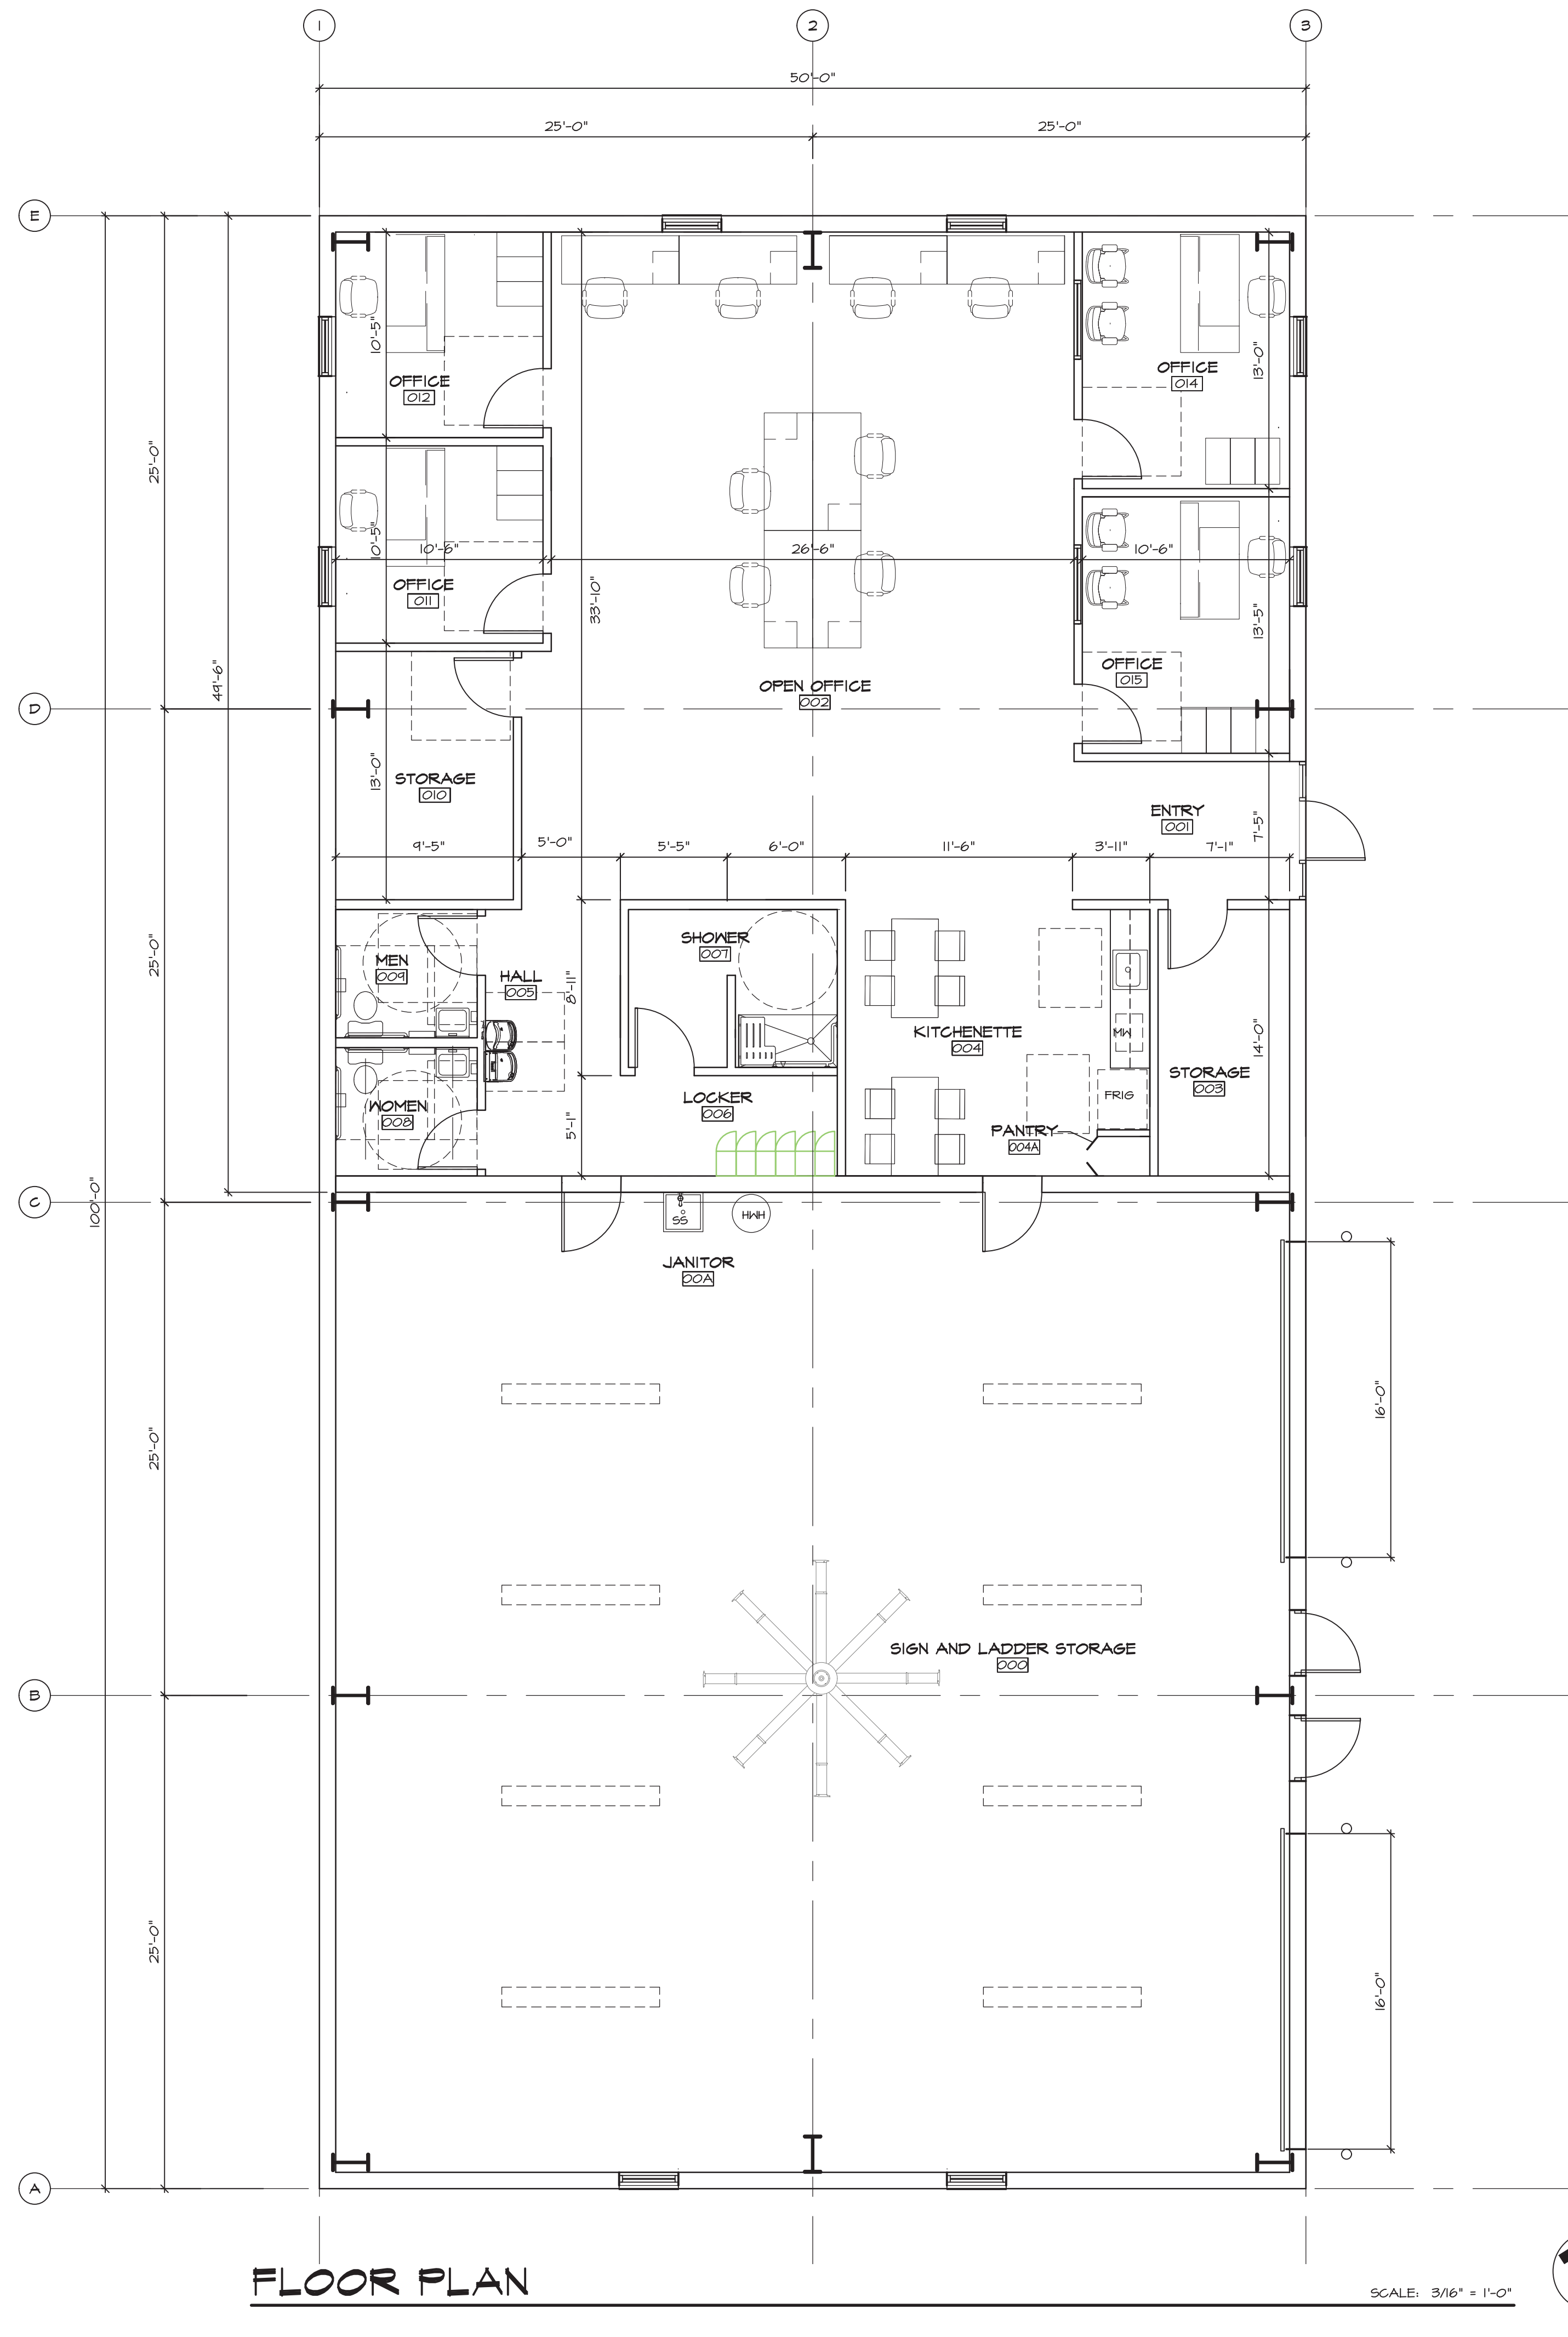 1
2
3
50'-0"
25'-0"
25'-0"
E
10'-5"
13'-0"
OFFICE
012
OFFICE
014
25'-0"
10'-5"
10'-6"
26'-6"
10'-6"
OFFICE
011
33'-10"
13'-5"
49'-6"
OPEN OFFICE
002
OFFICE
015
D
STORAGE
010
13'-0"
ENTRY
001
7'-5"
9'-5"
5'-0"
5'-5"
6'-0"
11'-6"
3'-11"
7'-1"
25'-0"
MEN
009
HALL
005
8'-11"
SHOWER
007
KITCHENETTE
004
MW
14'-0"
STORAGE
003
FRIG
WOMEN
008
5'-1"
LOCKER
006
PANTRY
004A
100'-0"
C
SS
HWH
JANITOR
00A
16'-0"
25'-0"
SIGN AND LADDER STORAGE
000
B
25'-0"
16'-0"
A
FLOOR PLAN
SCALE: 3/16" = 1'-0"